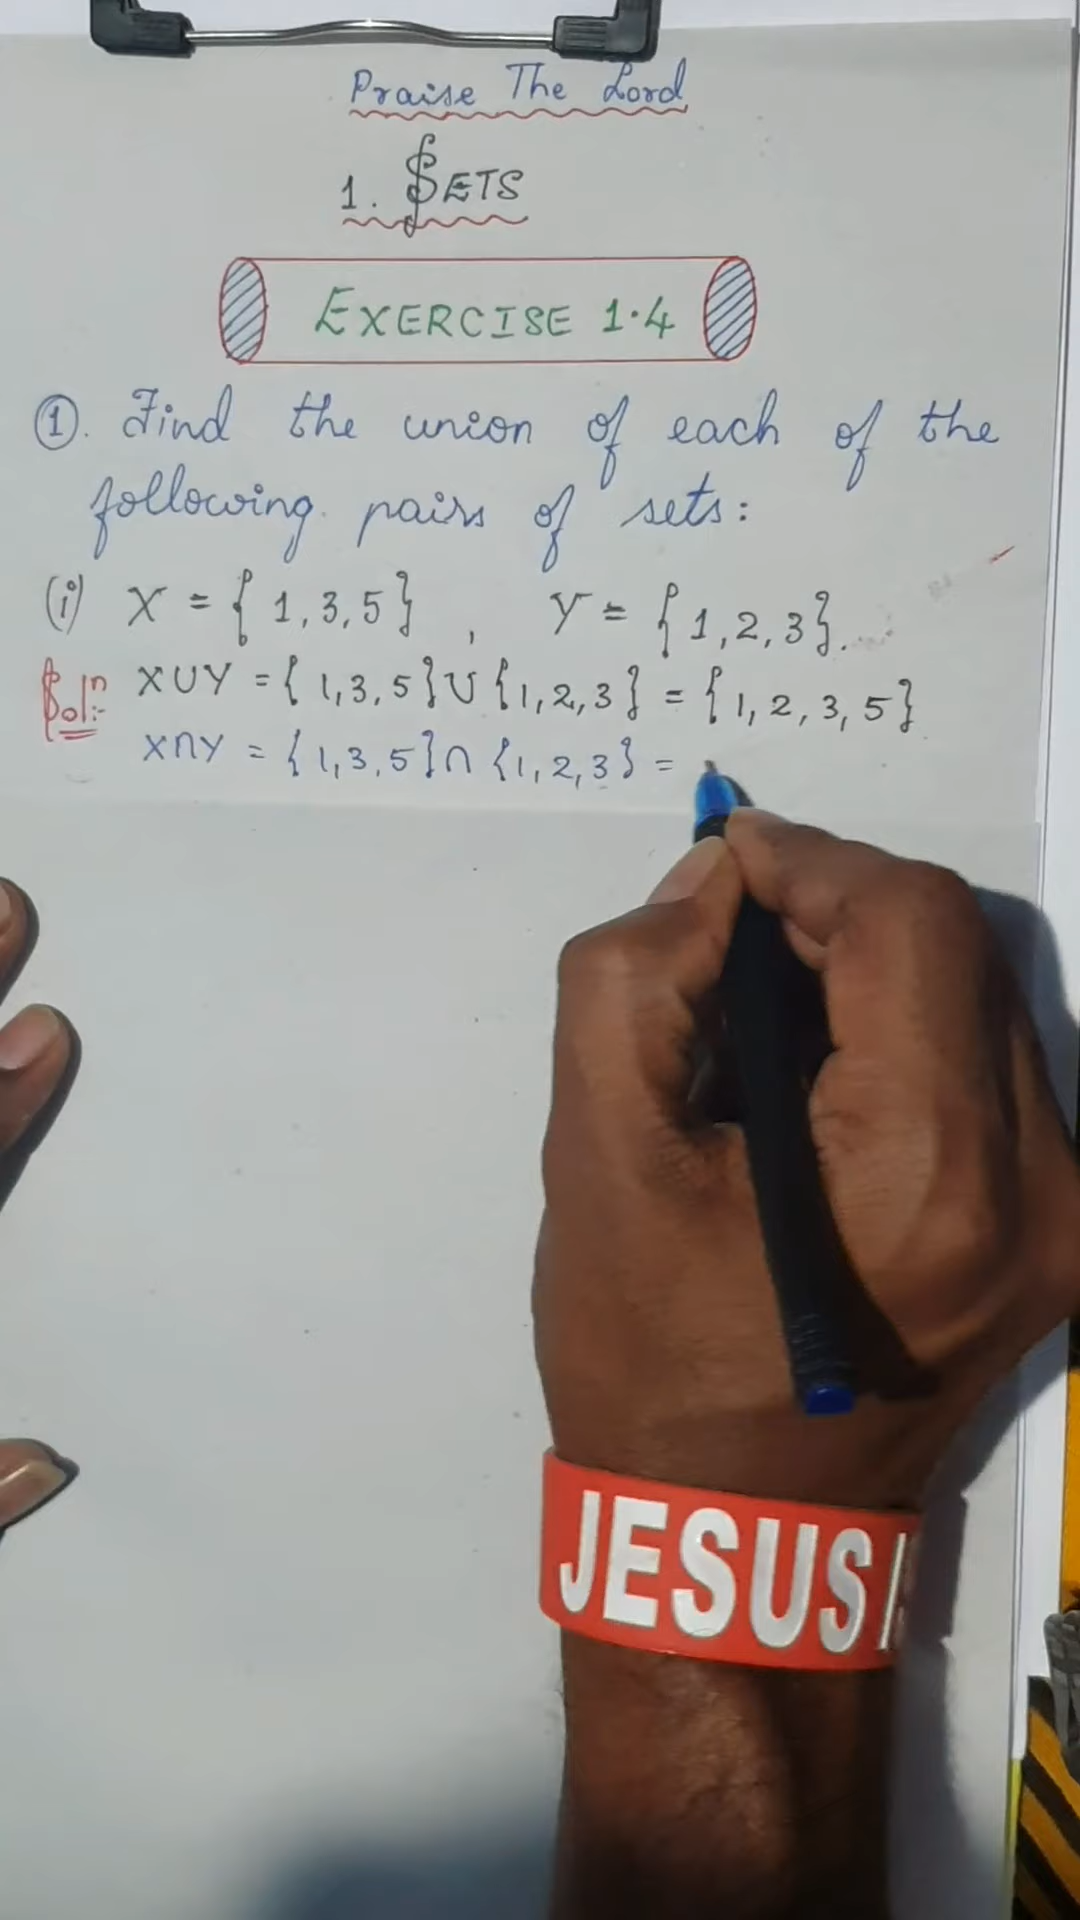 Praise The Lord
1. SETS
EXERCISE 1.4
①. Find the union of each of the
following pairs of sets:
(i) X = { 1, 3, 5 } , Y = { 1, 2, 3 }.
Soln:- X∪Y = { 1, 3, 5 } ∪ { 1, 2, 3 } = { 1, 2, 3, 5 }
X∩Y = { 1, 3, 5 } ∩ { 1, 2, 3 } =
JESUS